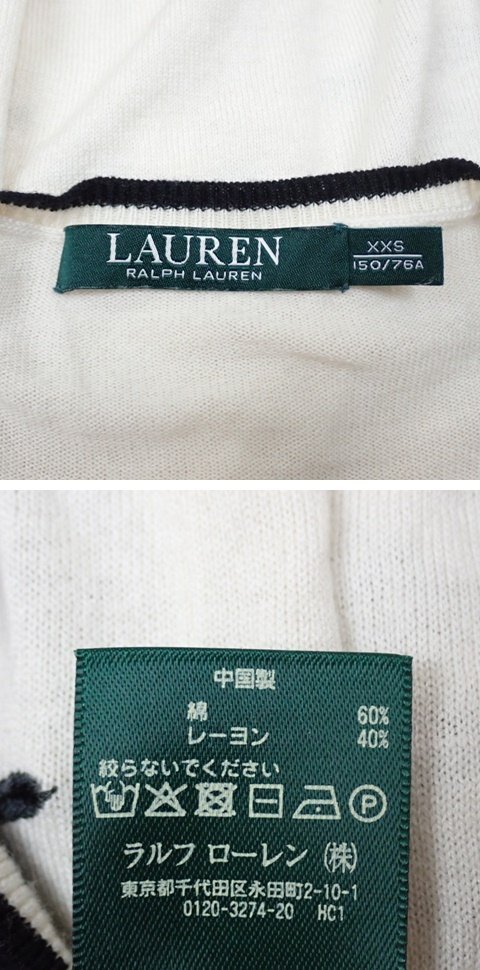 LAUREN
RALPH LAUREN
XXS
150/76A
中国製
綿 60%
レーヨン 40%
絞らないでください
P
ラルフ ローレン (株)
東京都千代田区永田町2-10-1
0120-3274-20 HC1